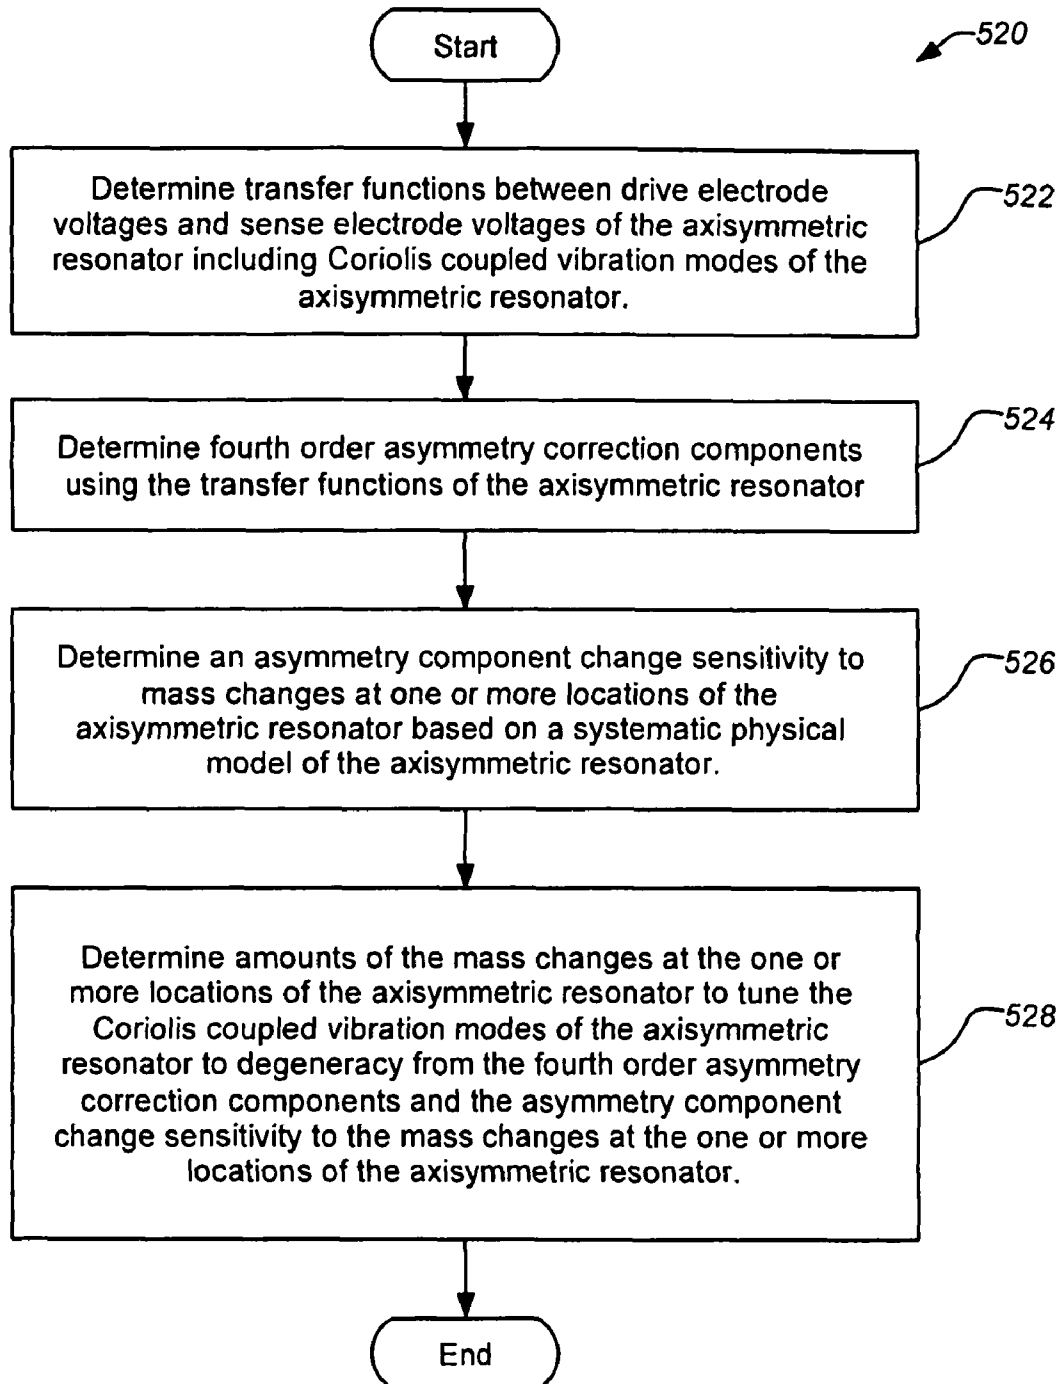 Start
520
Determine transfer functions between drive electrode
voltages and sense electrode voltages of the axisymmetric
resonator including Coriolis coupled vibration modes of the
axisymmetric resonator.
522
Determine fourth order asymmetry correction components
using the transfer functions of the axisymmetric resonator
524
Determine an asymmetry component change sensitivity to
mass changes at one or more locations of the
axisymmetric resonator based on a systematic physical
model of the axisymmetric resonator.
526
Determine amounts of the mass changes at the one or
more locations of the axisymmetric resonator to tune the
Coriolis coupled vibration modes of the axisymmetric
resonator to degeneracy from the fourth order asymmetry
correction components and the asymmetry component
change sensitivity to the mass changes at the one or more
locations of the axisymmetric resonator.
528
End